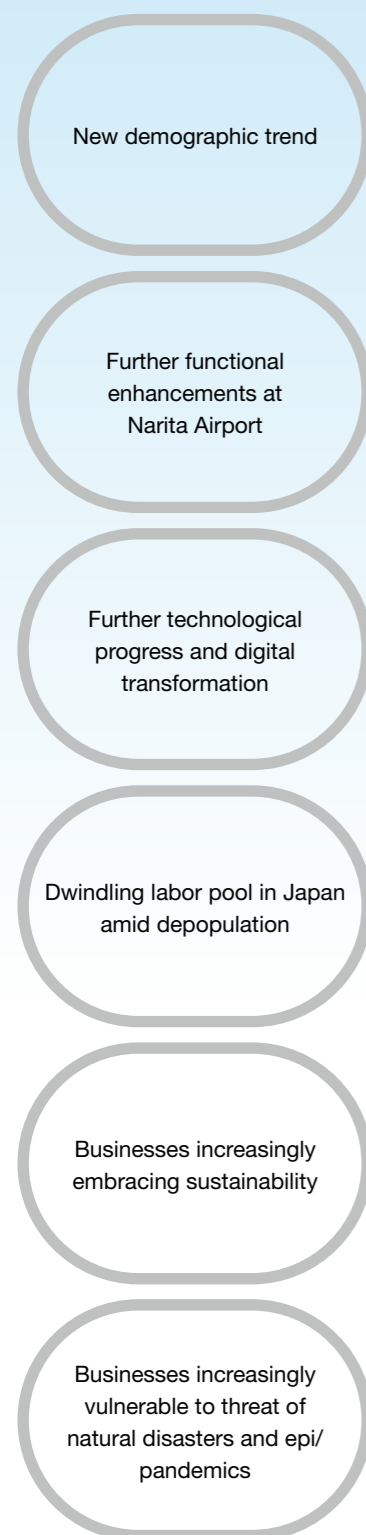 New demographic trend
Further functional
enhancements at
Narita Airport
Further technological
progress and digital
transformation
Dwindling labor pool in Japan
amid depopulation
Businesses increasingly
embracing sustainability
Businesses increasingly
vulnerable to threat of
natural disasters and epi/
pandemics